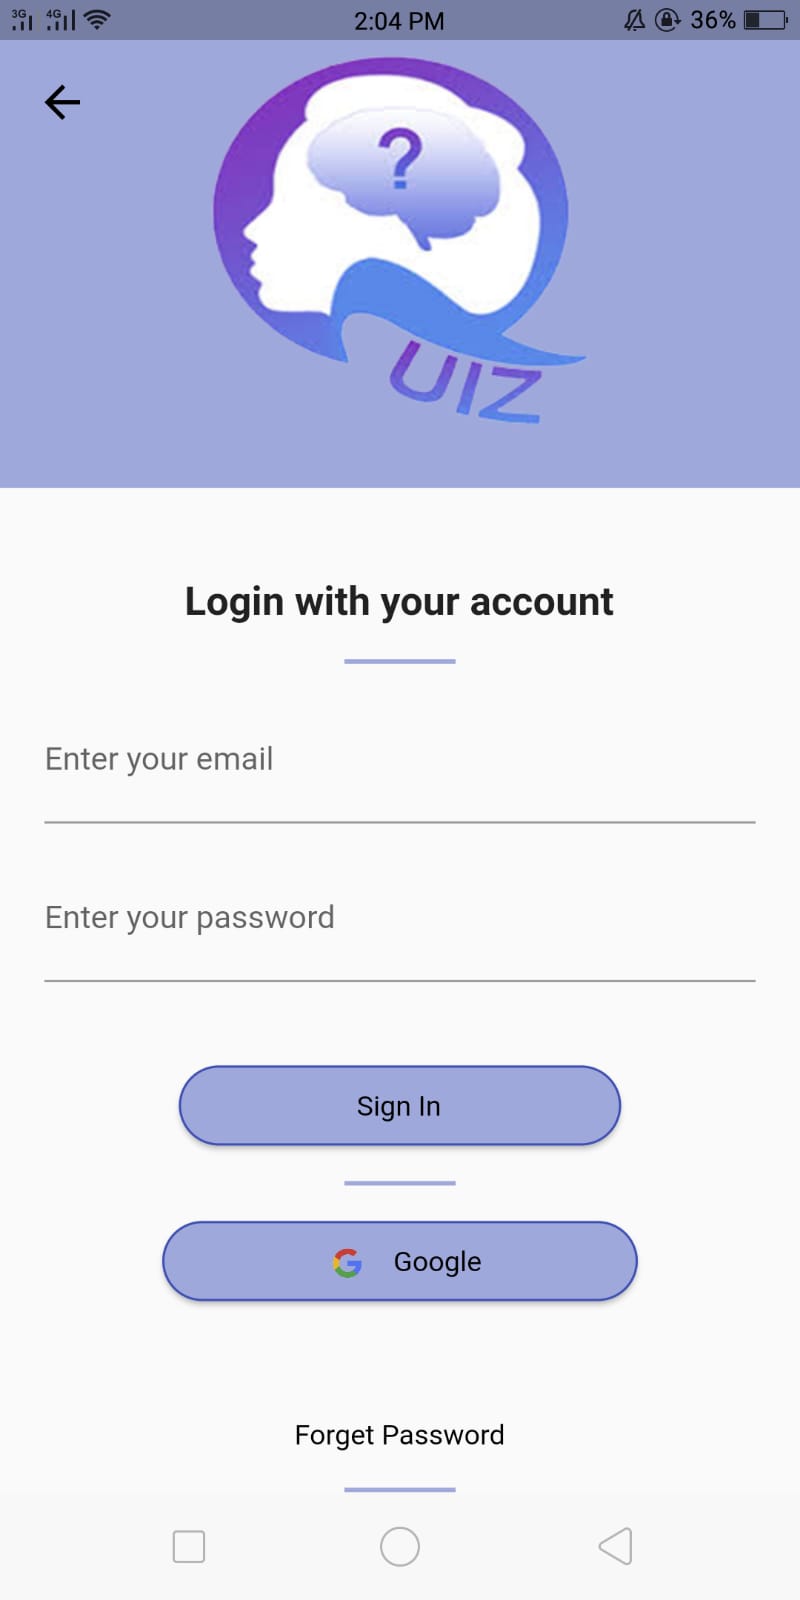 3G 4G 2:04 PM 36%
?
UIZ
Login with your account
Enter your email
Enter your password
Sign In
Google
Forget Password